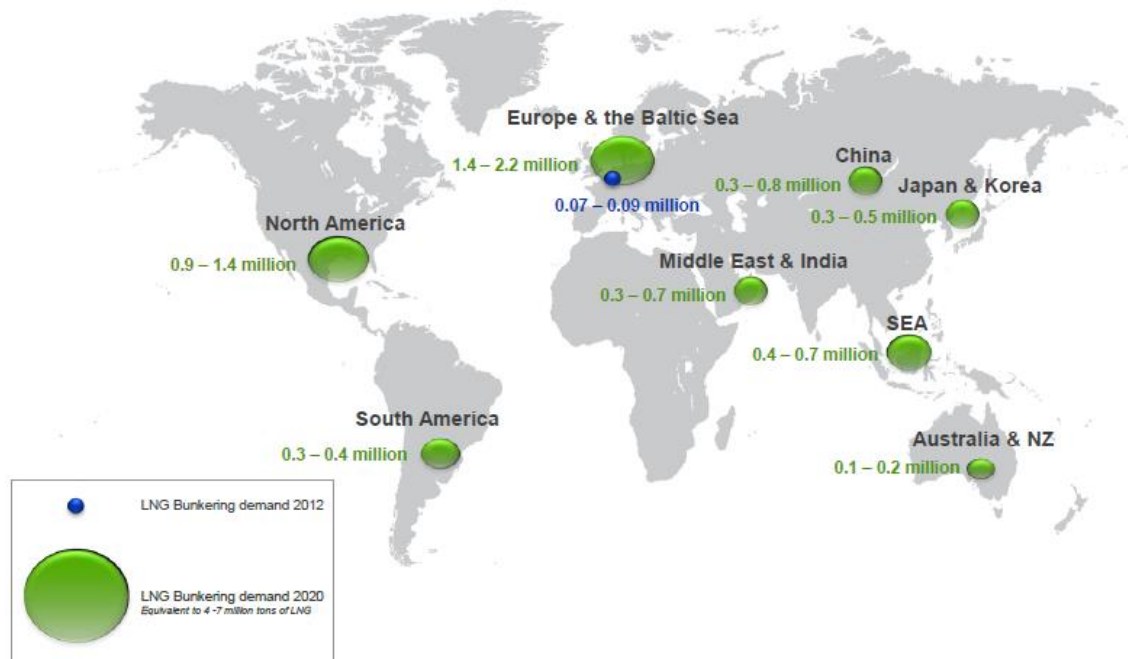 Europe & the Baltic Sea
1.4 – 2.2 million
0.07 – 0.09 million
China
0.3 – 0.8 million
Japan & Korea
0.3 – 0.5 million
North America
0.9 – 1.4 million
Middle East & India
0.3 – 0.7 million
SEA
0.4 – 0.7 million
South America
0.3 – 0.4 million
Australia & NZ
0.1 – 0.2 million
LNG Bunkering demand 2012
LNG Bunkering demand 2020
Equivalent to 4 -7 million tons of LNG